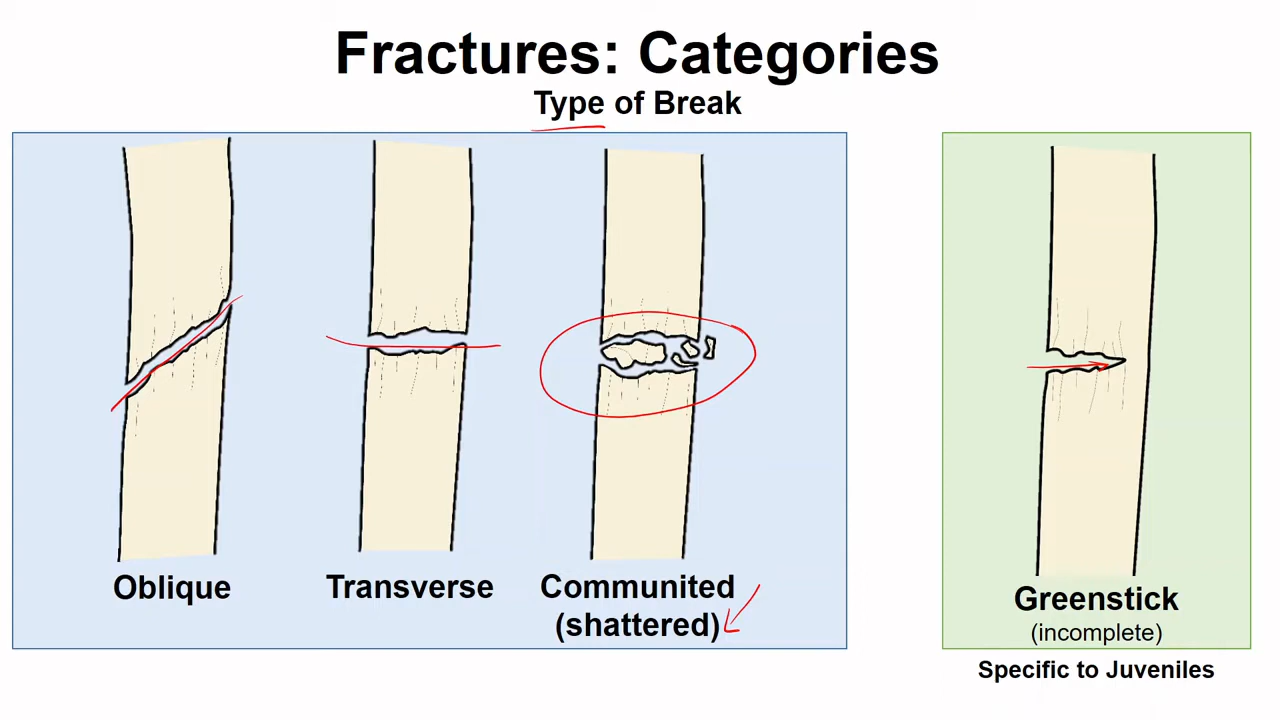 Fractures: Categories
Type of Break
Oblique
Transverse
Communited
(shattered)
Greenstick
(incomplete)
Specific to Juveniles